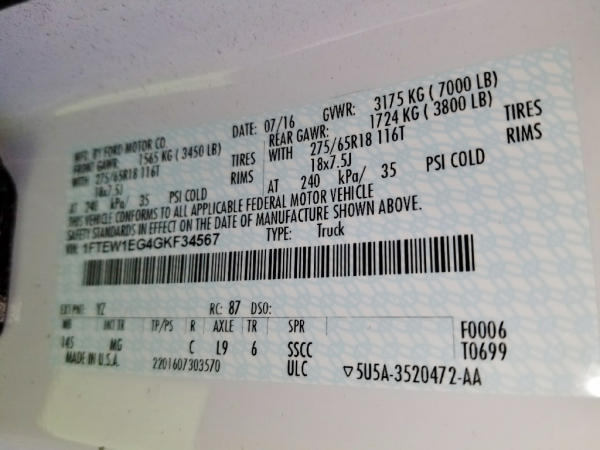 MFG. BY FORD MOTOR CO. DATE: 07/16 GVWR: 3175 KG ( 7000 LB)
FRONT GAWR: 1565 KG ( 3450 LB) REAR GAWR: 1724 KG ( 3800 LB)
WITH 275/65R18 116T TIRES WITH 275/65R18 116T TIRES
18x7.5J RIMS 18x7.5J RIMS
AT 240 kPa/ 35 PSI COLD AT 240 kPa/ 35 PSI COLD
THIS VEHICLE CONFORMS TO ALL APPLICABLE FEDERAL MOTOR VEHICLE
SAFETY STANDARDS IN EFFECT ON THE DATE OF MANUFACTURE SHOWN ABOVE.
VIN: 1FTEW1EG4GKF34567 TYPE: Truck
EXT PNT: YZ RC: 87 DSO:
WB INT TR TP/PS R AXLE TR SPR F0006
145 MG C L9 6 SSCC T0699
MADE IN U.S.A. 2201607303570 ULC ▽5U5A-3520472-AA